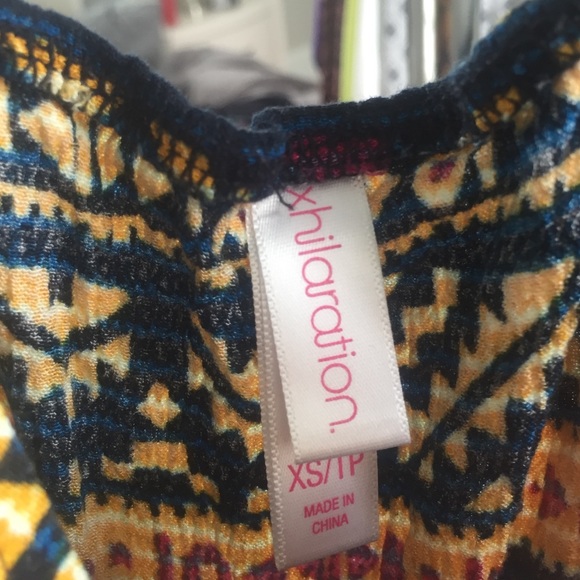 xhilaration.
XS/TP
MADE IN
CHINA